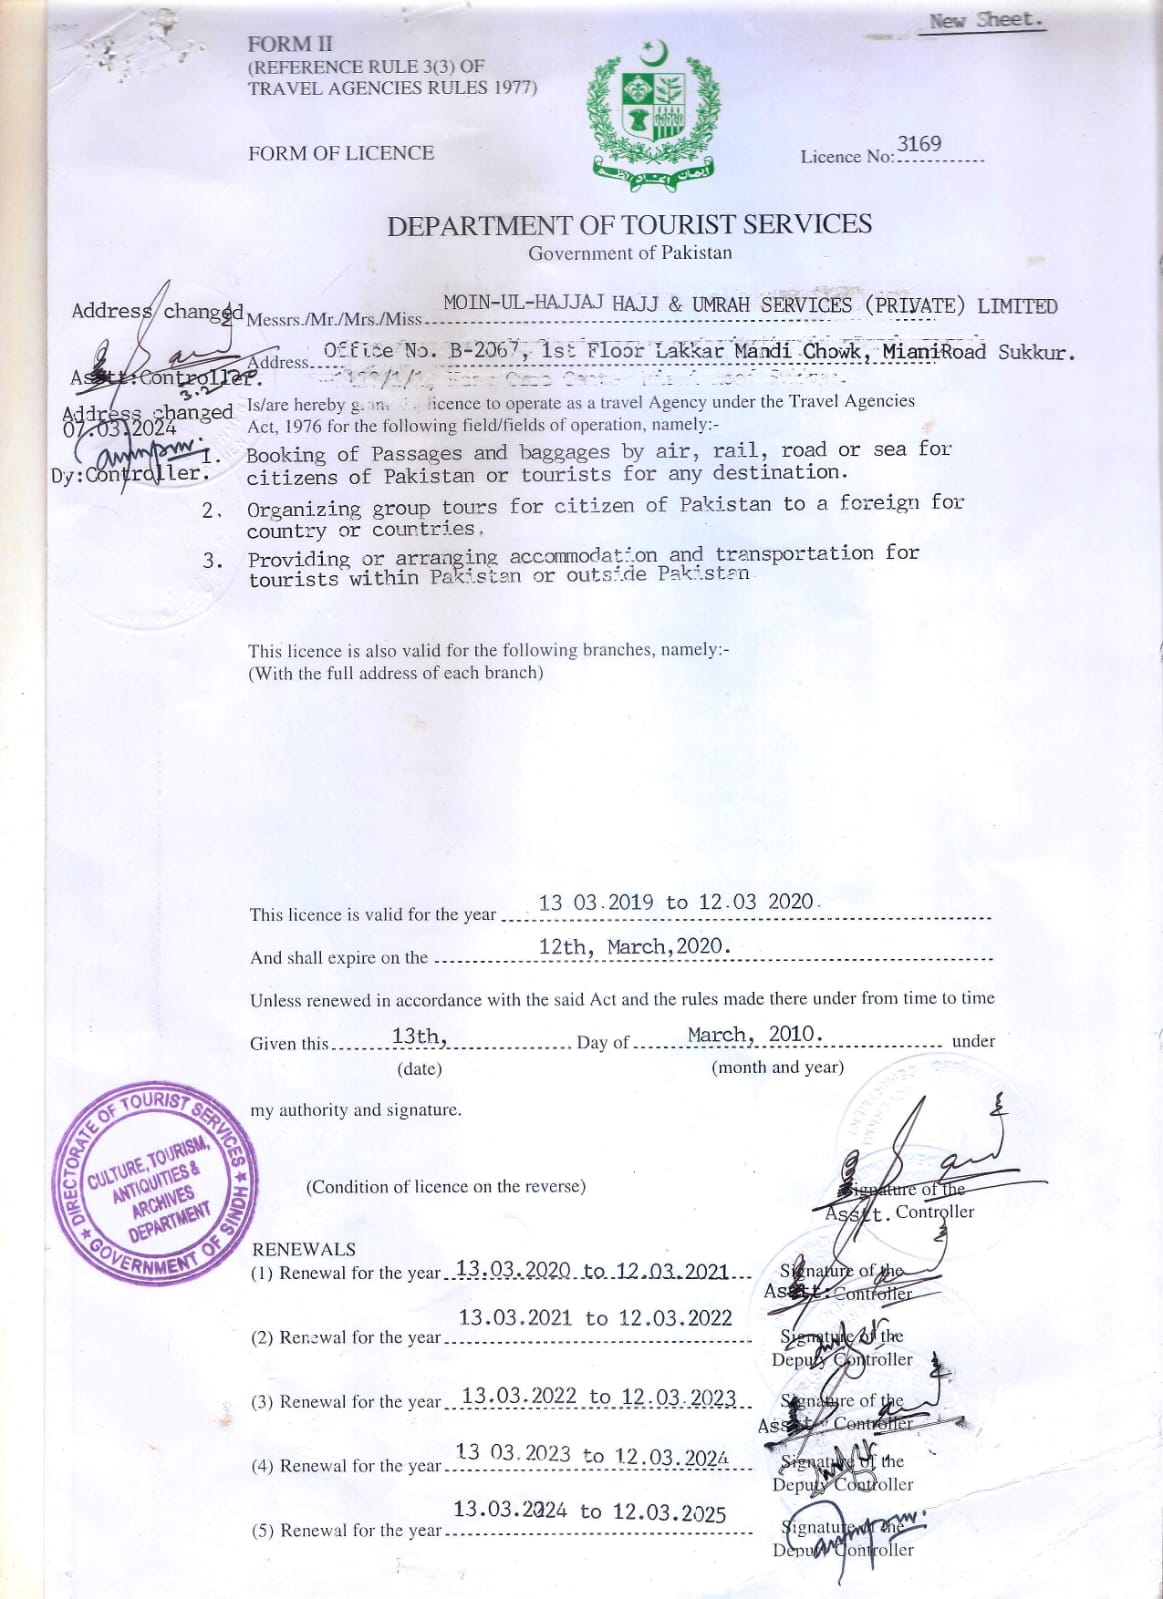 New Sheet.
FORM II
(REFERENCE RULE 3(3) OF
TRAVEL AGENCIES RULES 1977)
FORM OF LICENCE
Licence No: 3169
ایمان اتحاد نظم
DEPARTMENT OF TOURIST SERVICES
Government of Pakistan
Address changed
Messrs./Mr./Mrs./Miss MOIN-UL-HAJJAJ HAJJ & UMRAH SERVICES (PRIVATE) LIMITED
Address Office No. B-2067, 1st Floor Lakkar Mandi Chowk, MianiRoad Sukkur.
Asstt:Controller.
Address changed
07.03.2024
Dy:Controller.
Is/are hereby licence to operate as a travel Agency under the Travel Agencies
Act, 1976 for the following field/fields of operation, namely:-
1. Booking of Passages and baggages by air, rail, road or sea for
citizens of Pakistan or tourists for any destination.
2. Organizing group tours for citizen of Pakistan to a foreign for
country or countries.
3. Providing or arranging accommodation and transportation for
tourists within Pakistan or outside Pakistan
This licence is also valid for the following branches, namely:-
(With the full address of each branch)
This licence is valid for the year 13 03.2019 to 12.03 2020.
And shall expire on the 12th, March,2020.
Unless renewed in accordance with the said Act and the rules made there under from time to time
Given this 13th, Day of March, 2010. under
(date) (month and year)
my authority and signature.
DIRECTORATE OF TOURIST SERVICES
CULTURE, TOURISM,
ANTIQUITIES &
ARCHIVES
DEPARTMENT
GOVERNMENT OF SINDH
(Condition of licence on the reverse)
Signature of the
Asstt. Controller
RENEWALS
(1) Renewal for the year 13.03.2020 to 12.03.2021 Signature of the
Asstt: Controller
(2) Renewal for the year 13.03.2021 to 12.03.2022 Signature of the
Deputy Controller
(3) Renewal for the year 13.03.2022 to 12.03.2023 Signature of the
Asstt Controller
(4) Renewal for the year 13 03.2023 to 12.03.2024 Signature of the
Deputy Controller
(5) Renewal for the year 13.03.2024 to 12.03.2025 Signature of the
Deputy Controller